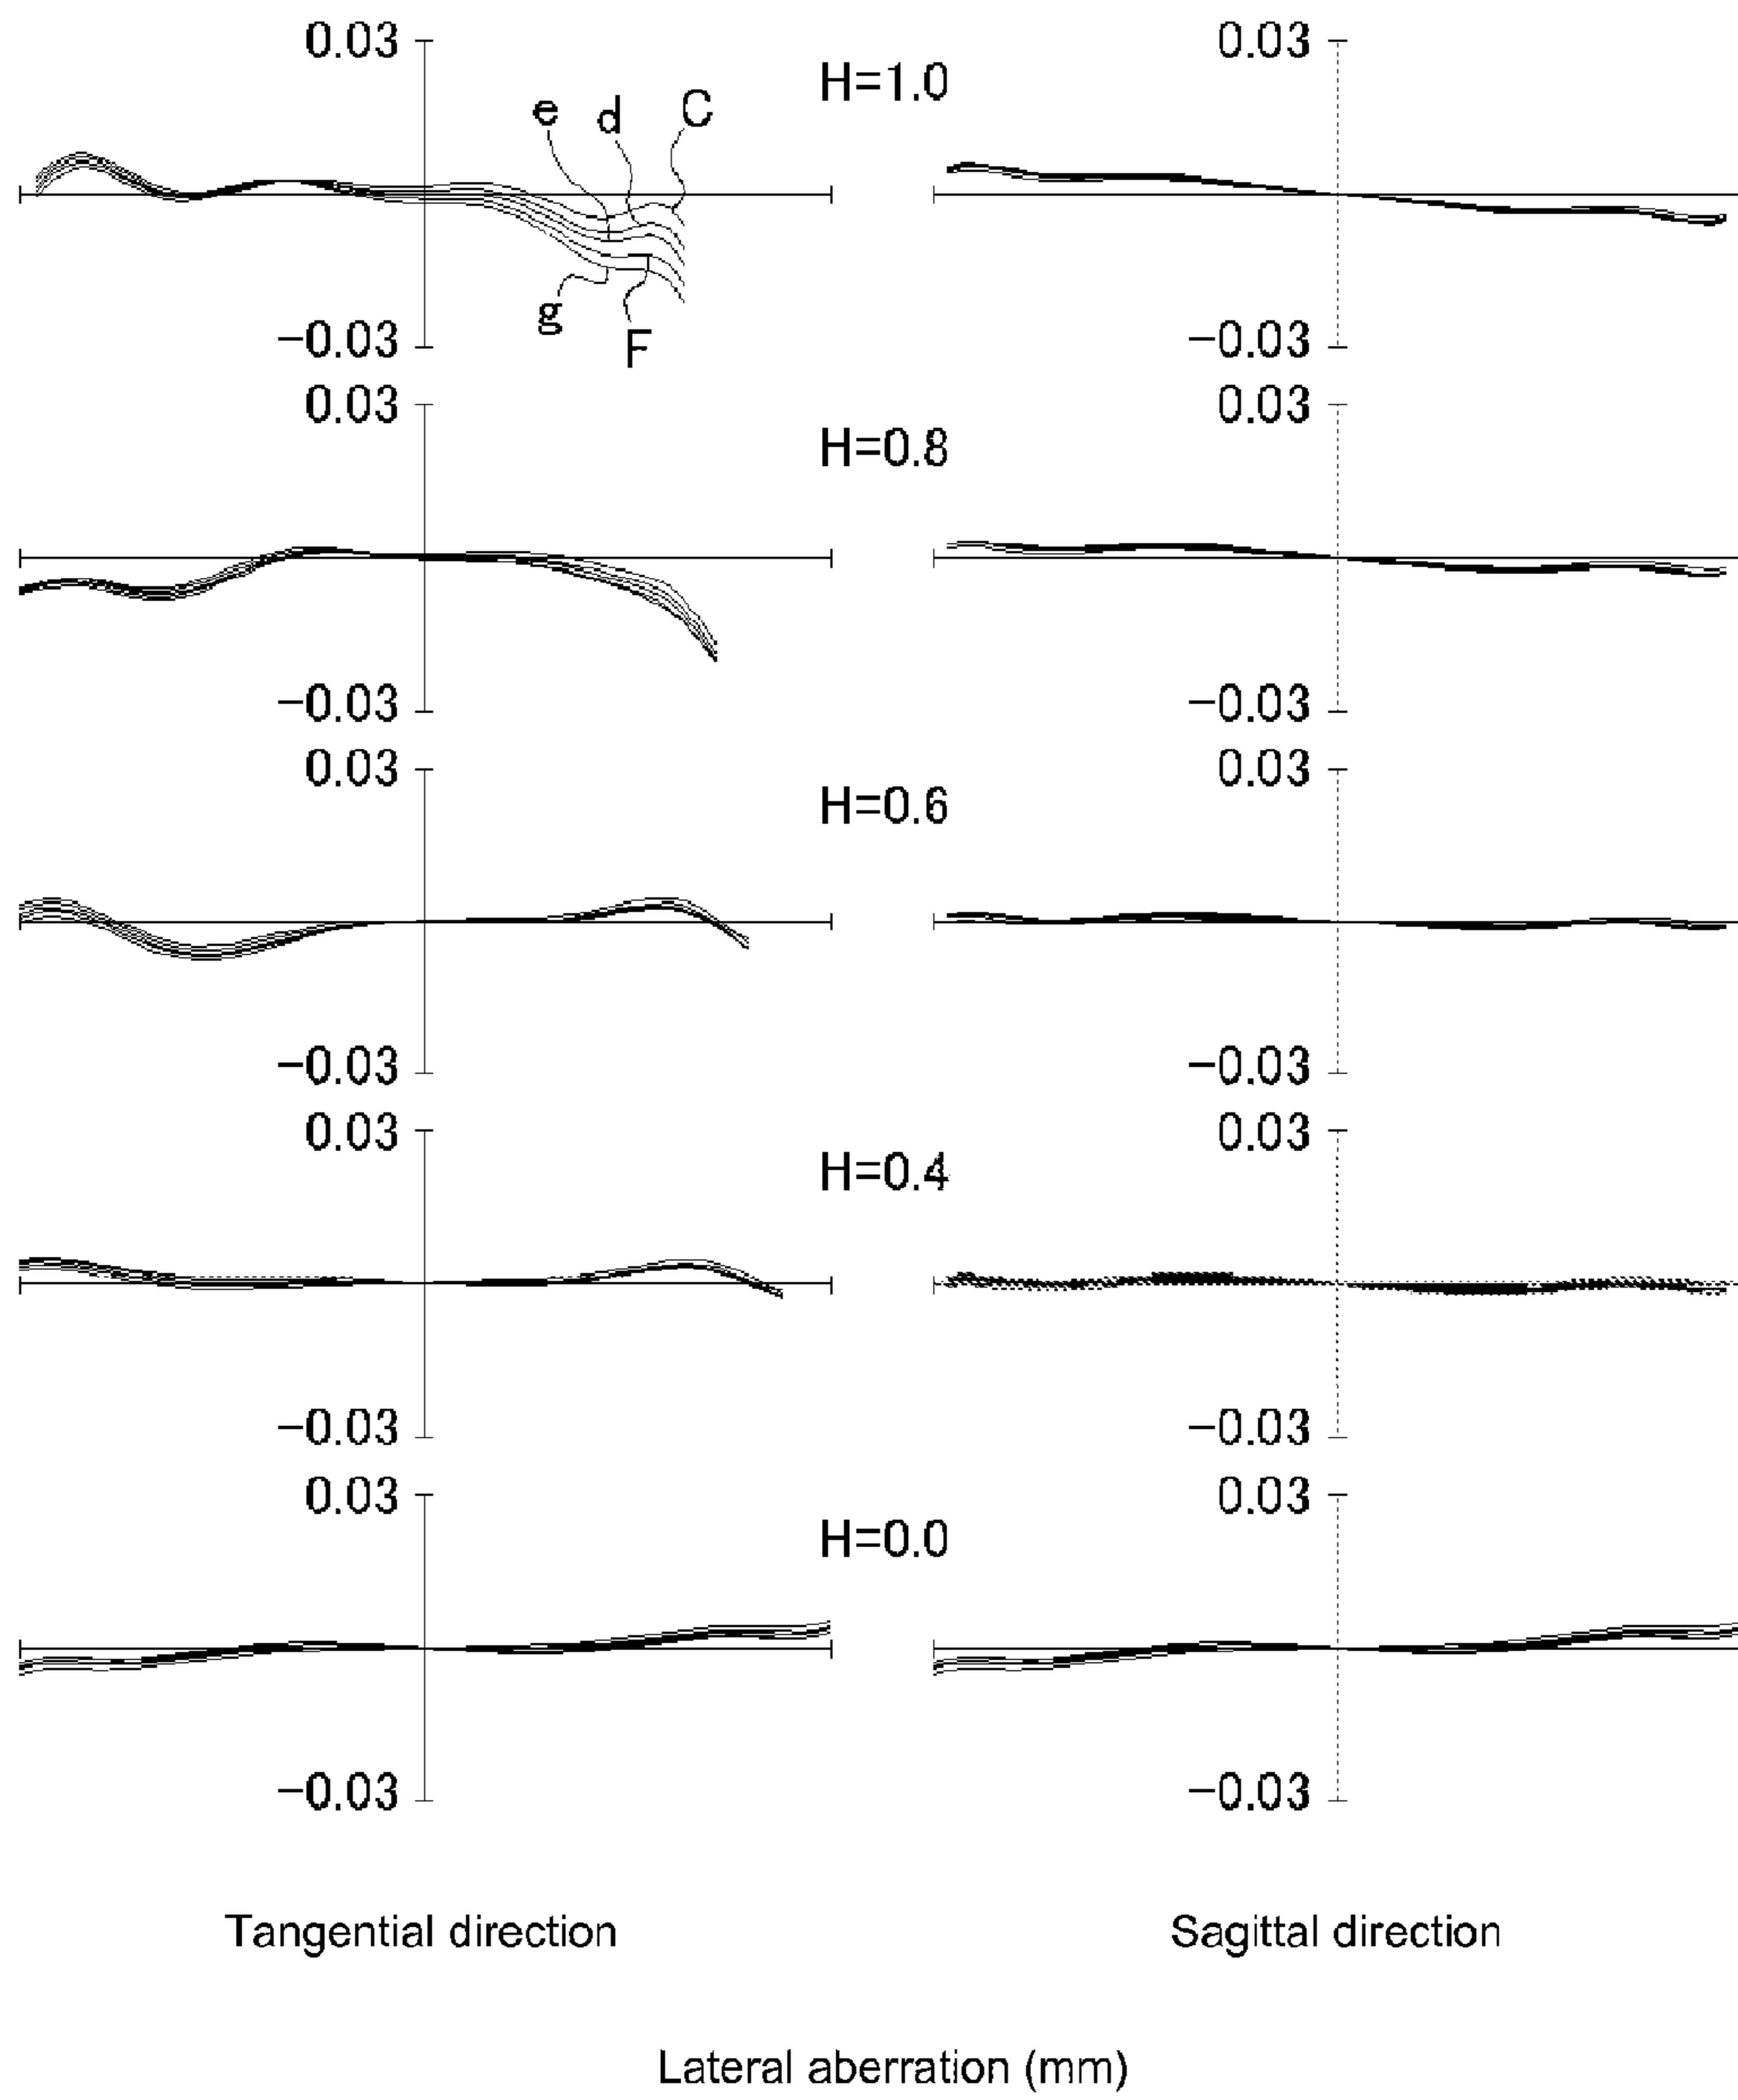 0.03
0.03
H=1.0
e d C
g
F
−0.03
−0.03
0.03
0.03
H=0.8
−0.03
−0.03
0.03
0.03
H=0.6
−0.03
−0.03
0.03
0.03
H=0.4
−0.03
−0.03
0.03
0.03
H=0.0
−0.03
−0.03
Tangential direction
Sagittal direction
Lateral aberration (mm)